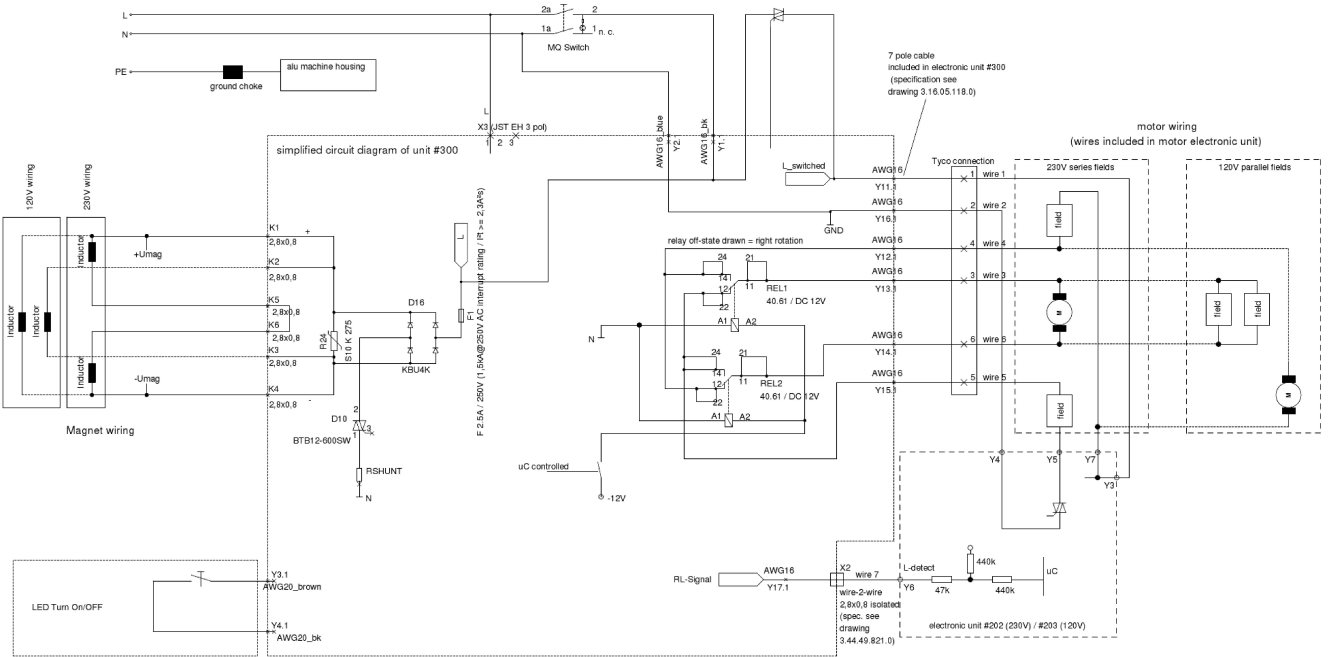 L
N
PE
ground choke
alu machine housing
2a
2
1a
1
n. c.
MQ Switch
L
X3 (JST EH 3 pol)
1
2
3
AWG16_blue
Y2.1
AWG16_bk
Y1.1
7 pole cable
included in electronic unit #300
(specification see
drawing 3.16.05.118.0)
motor wiring
(wires included in motor electronic unit)
simplified circuit diagram of unit #300
120V wiring
230V wiring
Inductor
Inductor
Inductor
Inductor
+Umag
-Umag
Magnet wiring
K1
2,8x0,8
K2
2,8x0,8
K5
2,8x0,8
K6
2,8x0,8
K3
2,8x0,8
K4
2,8x0,8
+
-
R24
S10 K 275
D16
KBU4K
L
F1
F 2.5A / 250V (1,5kA@250V AC interrupt rating / I²t >= 2,3A²s)
D10
2
1
3
BTB12-600SW
RSHUNT
N
L_switched
GND
relay off-state drawn = right rotation
24
21
14
12
11
22
REL1
40.61 / DC 12V
A1
A2
N
24
21
14
12
11
22
REL2
40.61 / DC 12V
A1
A2
uC controlled
-12V
AWG16
Y11.1
AWG16
Y16.1
AWG16
Y12.1
AWG16
Y13.1
AWG16
Y14.1
AWG16
Y15.1
Tyco connection
1 wire 1
2 wire 2
4 wire 4
3 wire 3
6 wire 6
5 wire 5
230V series fields
field
M
field
120V parallel fields
field
field
M
Y4
Y5
Y7
Y3
LED Turn On/OFF
Y3.1
AWG20_brown
Y4.1
AWG20_bk
RL-Signal
AWG16
Y17.1
X2
wire 7
wire-2-wire
2,8x0,8 isolated
(spec. see
drawing
3.44.49.821.0)
L-detect
Y6
47k
440k
440k
uC
electronic unit #202 (230V) / #203 (120V)